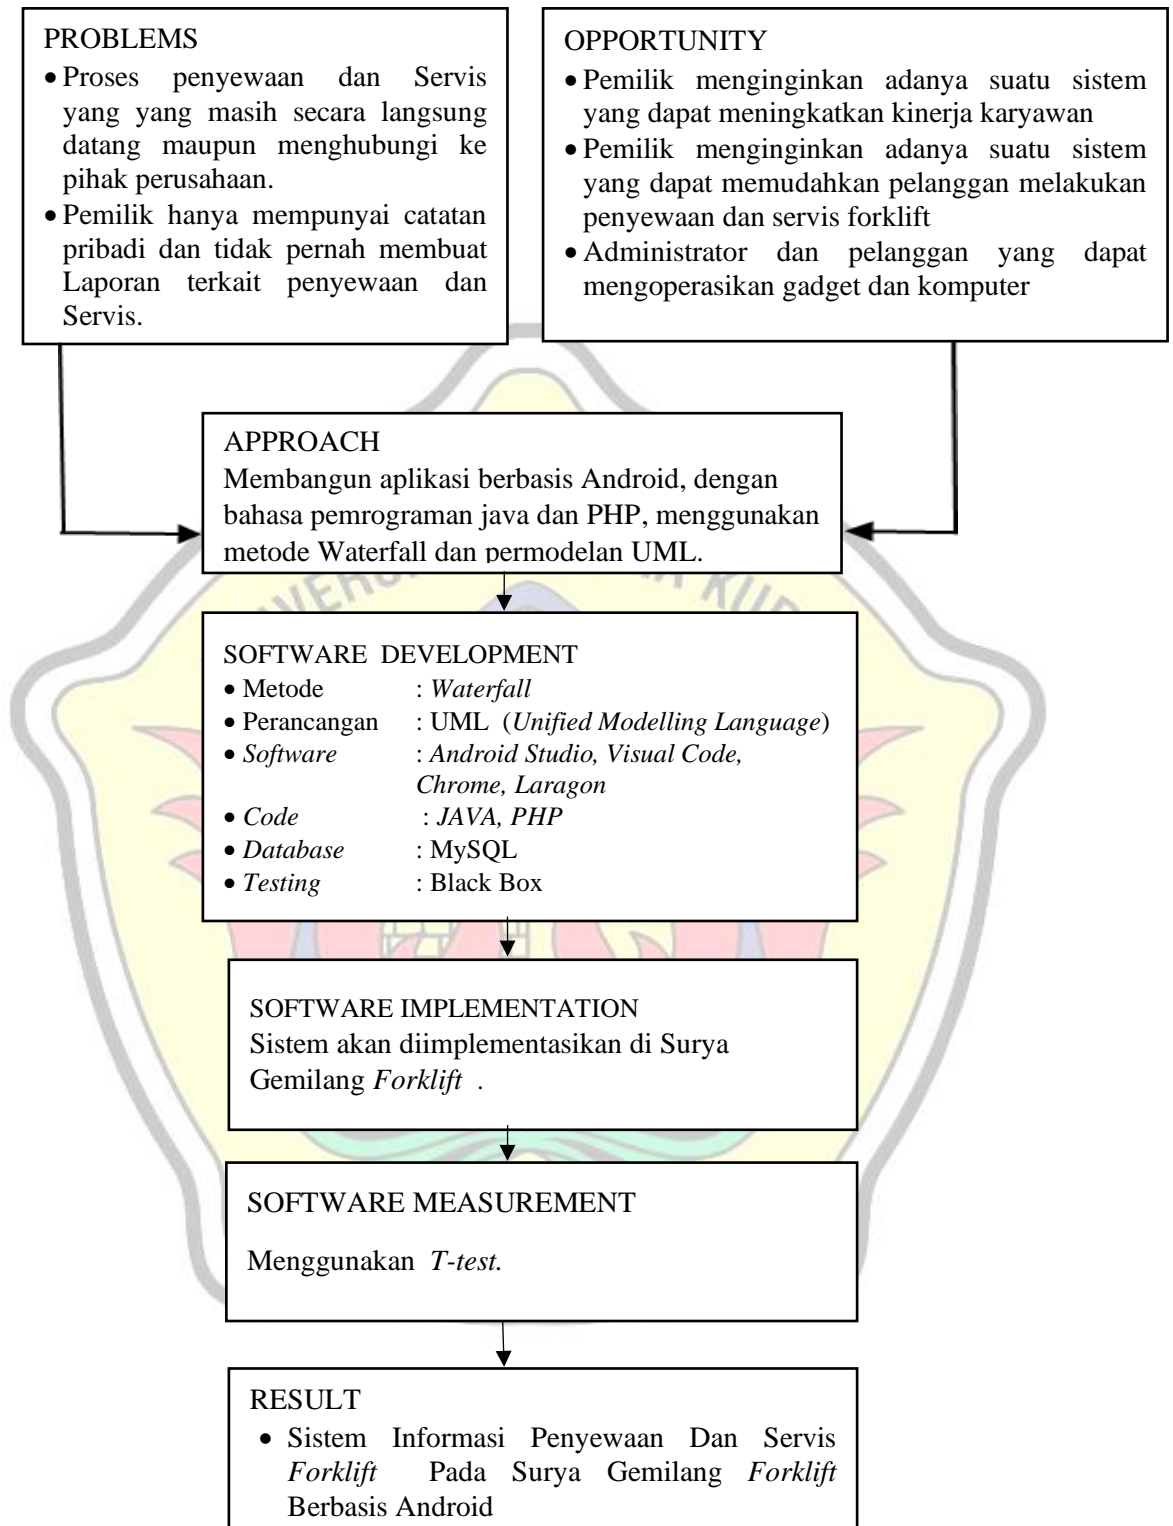 PROBLEMS
• Proses penyewaan dan Servis
yang yang masih secara langsung
datang maupun menghubungi ke
pihak perusahaan.
• Pemilik hanya mempunyai catatan
pribadi dan tidak pernah membuat
Laporan terkait penyewaan dan
Servis.
OPPORTUNITY
• Pemilik menginginkan adanya suatu sistem
yang dapat meningkatkan kinerja karyawan
• Pemilik menginginkan adanya suatu sistem
yang dapat memudahkan pelanggan melakukan
penyewaan dan servis forklift
• Administrator dan pelanggan yang dapat
mengoperasikan gadget dan komputer
APPROACH
Membangun aplikasi berbasis Android, dengan
bahasa pemrograman java dan PHP, menggunakan
metode Waterfall dan permodelan UML.
SOFTWARE DEVELOPMENT
• Metode : Waterfall
• Perancangan : UML (Unified Modelling Language)
• Software : Android Studio, Visual Code,
Chrome, Laragon
• Code : JAVA, PHP
• Database : MySQL
• Testing : Black Box
SOFTWARE IMPLEMENTATION
Sistem akan diimplementasikan di Surya
Gemilang Forklift .
SOFTWARE MEASUREMENT
Menggunakan T-test.
RESULT
• Sistem Informasi Penyewaan Dan Servis
Forklift Pada Surya Gemilang Forklift
Berbasis Android